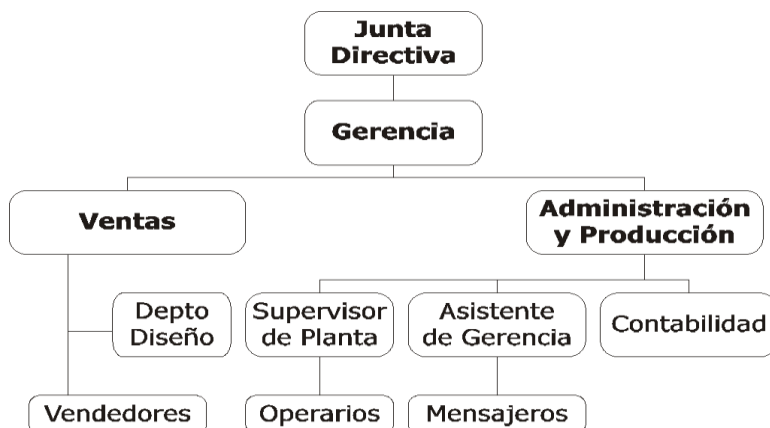 Junta
Directiva
Gerencia
Ventas
Administración
y Producción
Depto
Diseño
Supervisor
de Planta
Asistente
de Gerencia
Contabilidad
Vendedores
Operarios
Mensajeros